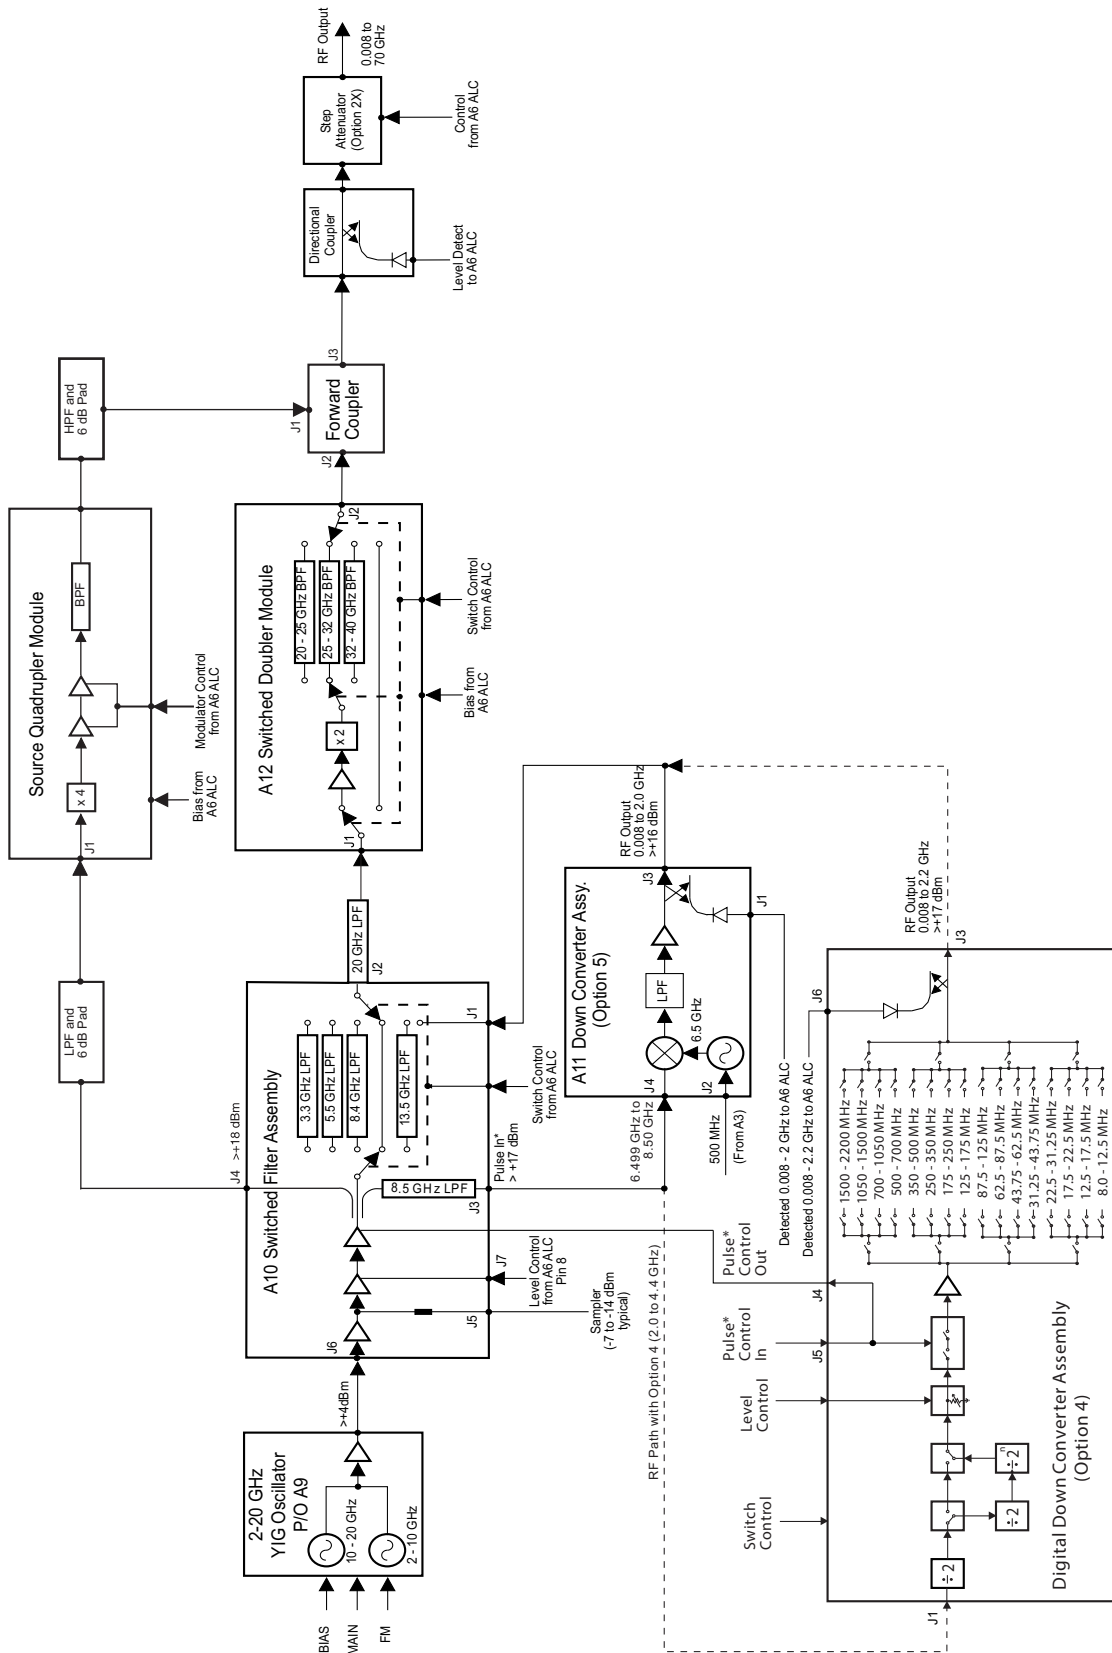 BIAS
MAIN
FM
2-20 GHz
YIG Oscillator
P/O A9
10 - 20 GHz
2 - 10 GHz
>+4dBm
A10 Switched Filter Assembly
J6
J5
Sampler
(-7 to -14 dBm
typical)
J7
Level Control
from A6 ALC
Pin 8
J4 >+18 dBm
8.5 GHz LPF
J3
Pulse In*
> +17 dBm
3.3 GHz LPF
5.5 GHz LPF
8.4 GHz LPF
13.5 GHz LPF
Switch Control
from A6 ALC
J1
J2
20 GHz LPF
LPF and
6 dB Pad
Source Quadrupler Module
J1
x 4
BPF
Bias from
A6 ALC
Modulator Control
from A6 ALC
HPF and
6 dB Pad
A12 Switched Doubler Module
J1
x 2
20 - 25 GHz BPF
25 - 32 GHz BPF
32 - 40 GHz BPF
J2
Bias from
A6 ALC
Switch Control
from A6 ALC
J1
J2
Forward
Coupler
J3
Directional
Coupler
Level Detect
to A6 ALC
Step
Attenuator
(Option 2X)
Control
from A6 ALC
RF Output
0.008 to
70 GHz
A11 Down Converter Assy.
(Option 5)
6.499 GHz to
8.50 GHz
J4
J2
6.5 GHz
LPF
J3
J1
500 MHz
(From A3)
RF Output
0.008 to 2.0 GHz
>+16 dBm
Detected 0.008 - 2 GHz to A6 ALC
Detected 0.008 - 2.2 GHz to A6 ALC
RF Path with Option 4 (2.0 to 4.4 GHz)
Switch
Control
Level
Control
Pulse*
Control
In
Pulse*
Control
Out
J5
J4
J6
J1
÷ 2
÷ 2
÷ 2 n
1500 - 2200 MHz
1050 - 1500 MHz
700 - 1050 MHz
500 - 700 MHz
350 - 500 MHz
250 - 350 MHz
175 - 250 MHz
125 - 175 MHz
87.5 - 125 MHz
62.5 - 87.5 MHz
43.75 - 62.5 MHz
31.25 - 43.75 MHz
22.5 - 31.25 MHz
17.5 - 22.5 MHz
12.5 - 17.5 MHz
8.0 - 12.5 MHz
J3
RF Output
0.008 to 2.2 GHz
>+17 dBm
Digital Down Converter Assembly
(Option 4)